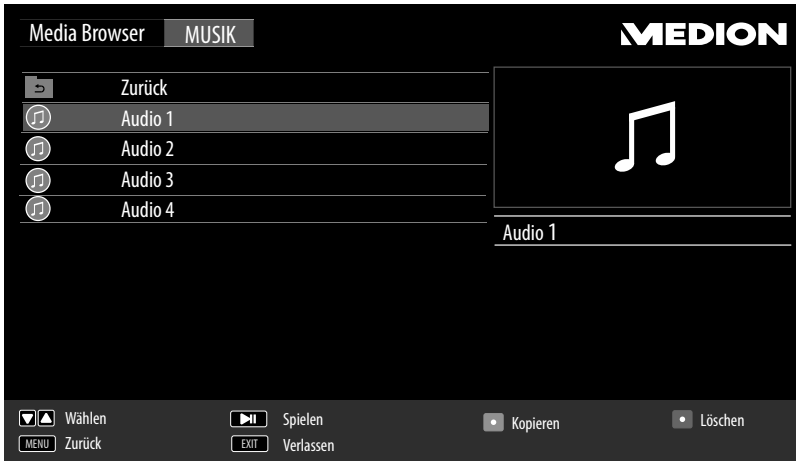 Media Browser MUSIK MEDION
Zurück
Audio 1
Audio 2
Audio 3
Audio 4
Audio 1
Wählen Spielen Kopieren Löschen
MENU Zurück EXIT Verlassen